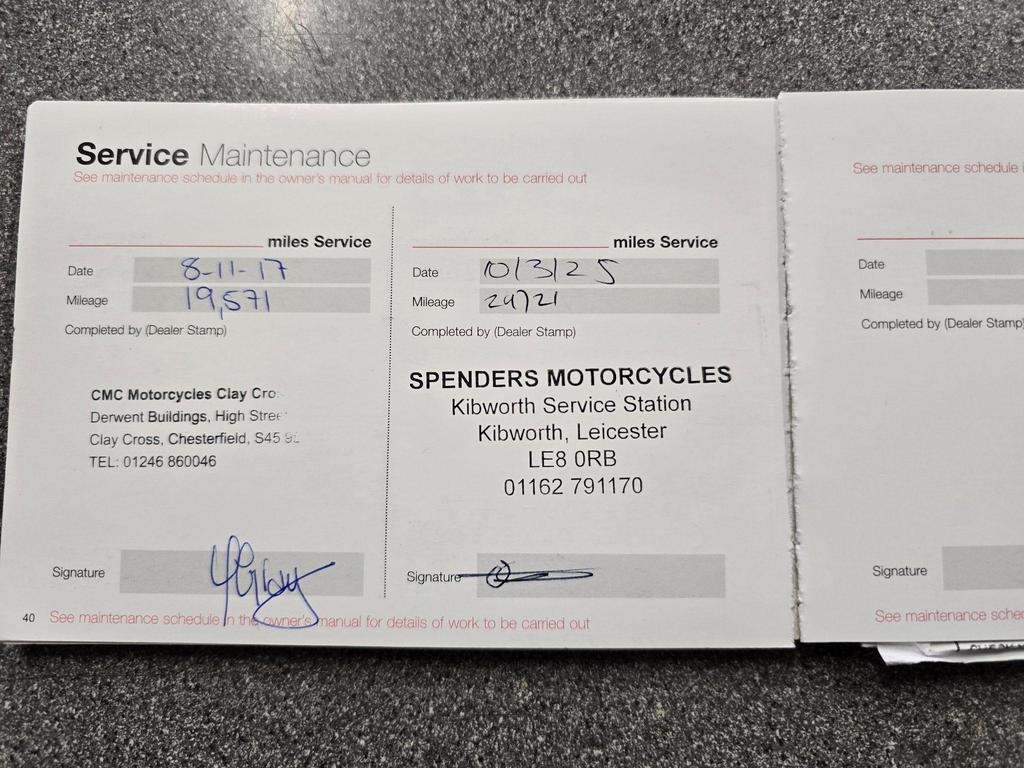 Service Maintenance
See maintenance schedule in the owner's manual for details of work to be carried out
miles Service
Date 8-11-17
Mileage 19,571
Completed by (Dealer Stamp)
CMC Motorcycles Clay Cro
Derwent Buildings, High Stree
Clay Cross, Chesterfield, S45
TEL: 01246 860046
Signature
miles Service
Date 10/3/25
Mileage 24721
Completed by (Dealer Stamp)
SPENDERS MOTORCYCLES
Kibworth Service Station
Kibworth, Leicester
LE8 0RB
01162 791170
Signature
40 See maintenance schedule in the owner's manual for details of work to be carried out
See maintenance schedule
Date
Mileage
Completed by (Dealer Stamp)
Signature
See maintenance sche